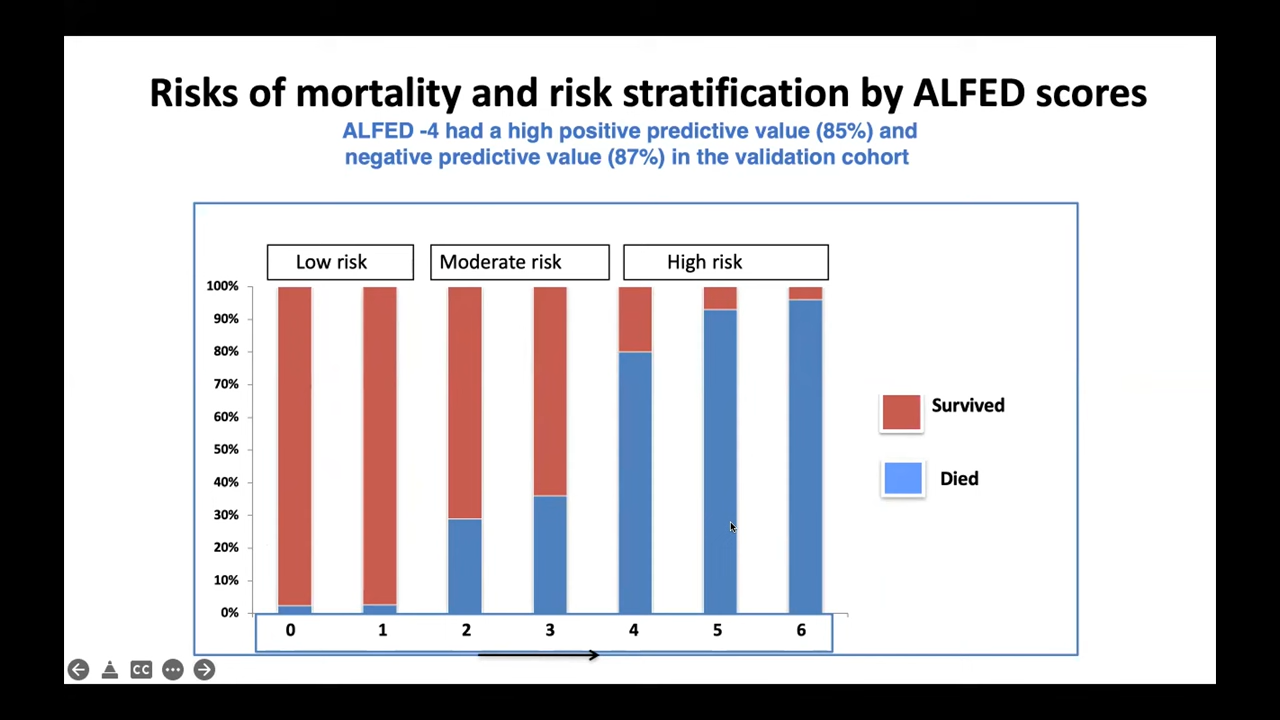 Risks of mortality and risk stratification by ALFED scores
ALFED -4 had a high positive predictive value (85%) and
negative predictive value (87%) in the validation cohort
Low risk
Moderate risk
High risk
100%
90%
80%
70%
60%
50%
40%
30%
20%
10%
0%
0 1 2 3 4 5 6
Survived
Died
CC